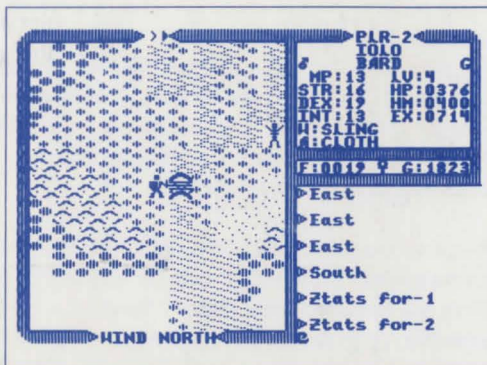 PLR-2
IOLO
BARD G
MP:13 LV:4
STR:16 HP:0376
DEX:19 HM:0400
INT:13 EX:0714
W:SLING
A:CLOTH
F:0019 G:1823
East
East
East
South
Ztats for-1
Ztats for-2
WIND NORTH